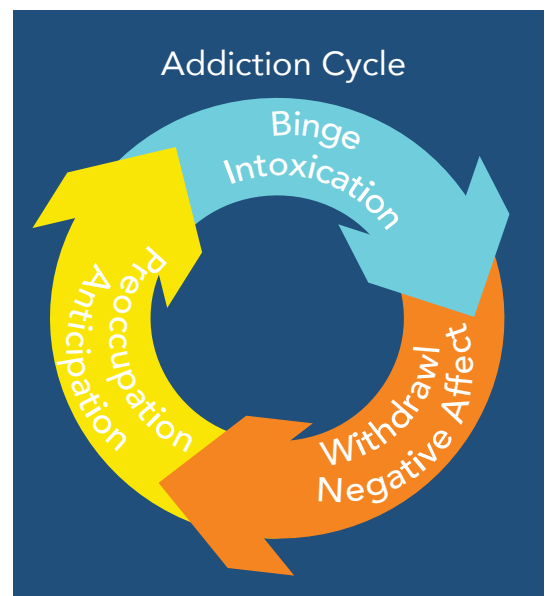 Addiction Cycle
Binge
Intoxication
Withdrawl
Negative Affect
Preoccupation
Anticipation